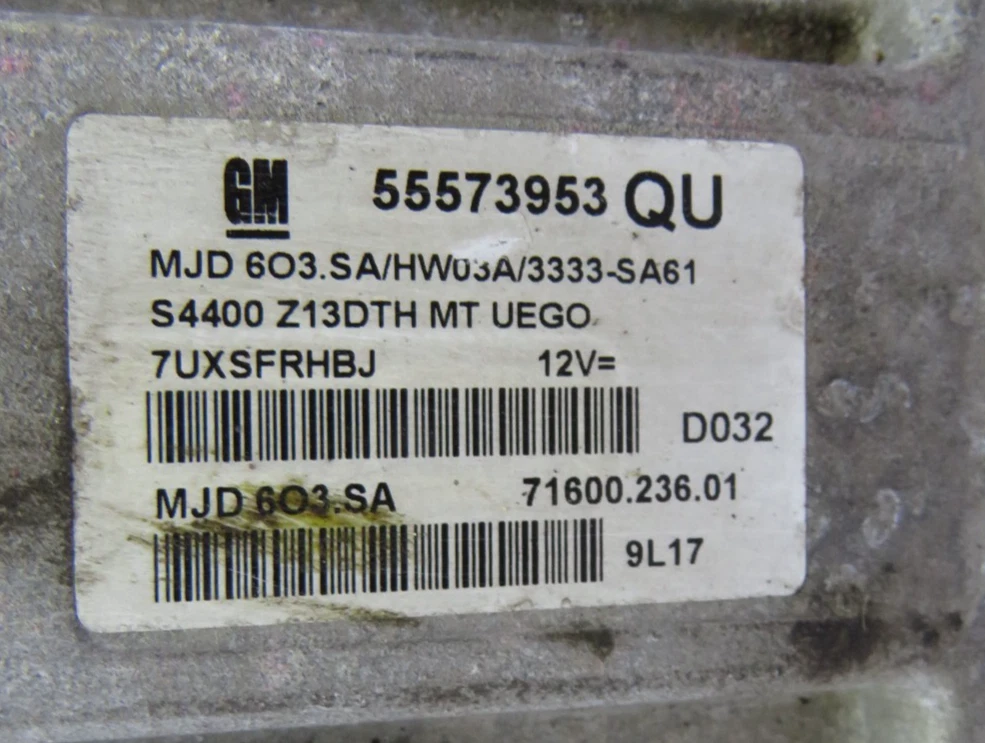 GM 55573953 QU
MJD 6O3.SA/HW03A/3333-SA61
S4400 Z13DTH MT UEGO
7UXSFRHBJ 12V=
D032
MJD 6O3.SA 71600.236.01
9L17